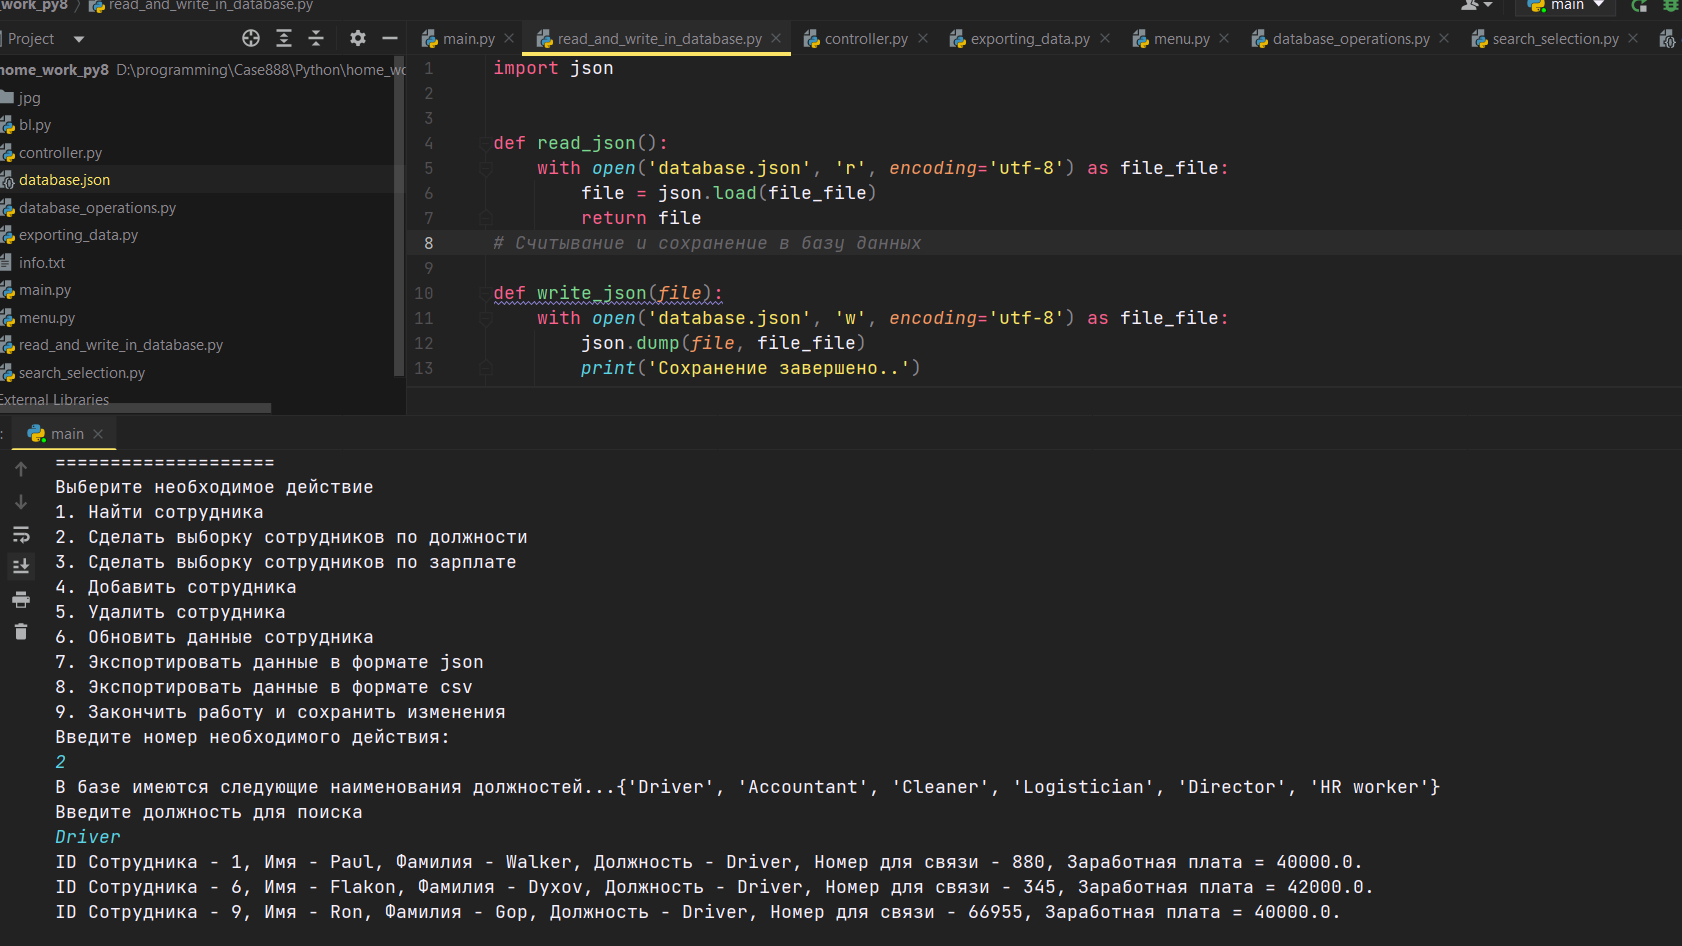 work_py8 〉 read_and_write_in_database.py
main
Project
main.py
read_and_write_in_database.py
controller.py
exporting_data.py
menu.py
database_operations.py
search_selection.py
home_work_py8 D:\programming\Case888\Python\home_wo
jpg
bl.py
controller.py
database.json
database_operations.py
exporting_data.py
info.txt
main.py
menu.py
read_and_write_in_database.py
search_selection.py
External Libraries
1 import json
2
3
4 def read_json():
5 with open('database.json', 'r', encoding='utf-8') as file_file:
6 file = json.load(file_file)
7 return file
8 # Считывание и сохранение в базу данных
9
10 def write_json(file):
11 with open('database.json', 'w', encoding='utf-8') as file_file:
12 json.dump(file, file_file)
13 print('Сохранение завершено..')
: main
====================
Выберите необходимое действие
1. Найти сотрудника
2. Сделать выборку сотрудников по должности
3. Сделать выборку сотрудников по зарплате
4. Добавить сотрудника
5. Удалить сотрудника
6. Обновить данные сотрудника
7. Экспортировать данные в формате json
8. Экспортировать данные в формате csv
9. Закончить работу и сохранить изменения
Введите номер необходимого действия:
2
В базе имеются следующие наименования должностей...{'Driver', 'Accountant', 'Cleaner', 'Logistician', 'Director', 'HR worker'}
Введите должность для поиска
Driver
ID Сотрудника - 1, Имя - Paul, Фамилия - Walker, Должность - Driver, Номер для связи - 880, Заработная плата = 40000.0.
ID Сотрудника - 6, Имя - Flakon, Фамилия - Dyxov, Должность - Driver, Номер для связи - 345, Заработная плата = 42000.0.
ID Сотрудника - 9, Имя - Ron, Фамилия - Gop, Должность - Driver, Номер для связи - 66955, Заработная плата = 40000.0.